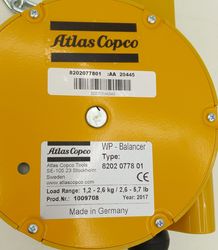 Atlas Copco
8202077801 :AA 20445
Atlas Copco
Atlas Copco Tools
SE-105 23 Stockholm
Sweden
www.atlascopco.com
WP - Balancer
Type:
8202 0778 01
Load Range: 1,2 - 2,6 kg / 2,6 - 5,7 lb
Prod.Nr.: 1009708 Year: 2017
Made in Germany